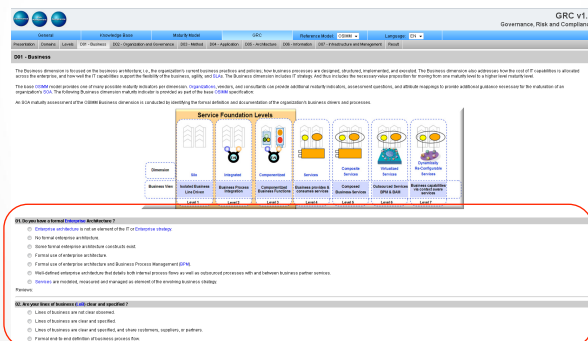 GRC v1.
Governance, Risk and Complianc
General Knowledge Base Maturity Model GRC Reference Model: OSIMM Language: EN
Presentation Domains Levels D01 - Business D02 - Organization and Governance D03 - Method D04 - Application D05 - Architecture D06 - Information D07 - Infrastructure and Management Result
D01 - Business
The Business dimension is focused on the business architecture; i.e., the organization's current business practices and policies; how business processes are designed, structured, implemented, and executed. The Business dimension also addresses how the cost of IT capabilities is allocated
across the enterprise, and how well the IT capabilities support the flexibility of the business, agility, and SLAs. The Business dimension includes IT strategy. And thus includes the necessary value proposition for moving from one maturity level to a higher level maturity level.
The base OSIMM model provides one of many possible maturity indicators, per dimension. Organizations, vendors, and consultants can provide additional maturity indicators, assessment questions, and attribute mappings to provide additional guidance necessary for the maturation of an
organization's SOA. The following Business dimension maturity indicator is provided as part of the base OSIMM specification:
An SOA maturity assessment of the OSIMM Business dimension is conducted by identifying the formal definition and documentation of the organization's business drivers and processes.
Service Foundation Levels
Dimension Silo Integrated Componentized Services Composite Services Virtualized Services Dynamically Re-Configurable Services
Business View Isolated Business Line Driven Business Process Integration Componentized Business Functions Business provides & consumes services Composed Business Services Outsourced Services BPM & BAM Business capabilities via context aware services
Level 1 Level 2 Level 3 Level 4 Level 5 Level 6 Level 7
01. Do you have a formal Enterprise Architecture ?
Enterprise architecture is not an element of the IT or Enterprise strategy
No formal enterprise architecture.
Some formal enterprise architecture constructs exist.
Formal use of enterprise architecture.
Formal use of enterprise architecture and Business Process Management (BPM).
Well-defined enterprise architecture that details both internal process flows as well as outsourced processes with and between business partner services.
Services are modeled, measured and managed as element of the evolving business strategy.
Reviews:
02. Are your lines of business (LoB) clear and specified ?
Lines of business are not clear observed.
Lines of business are clear and specified.
Lines of business are clear and specified, and share customers, suppliers, or partners.
Formal end-to-end definition of business process flow.